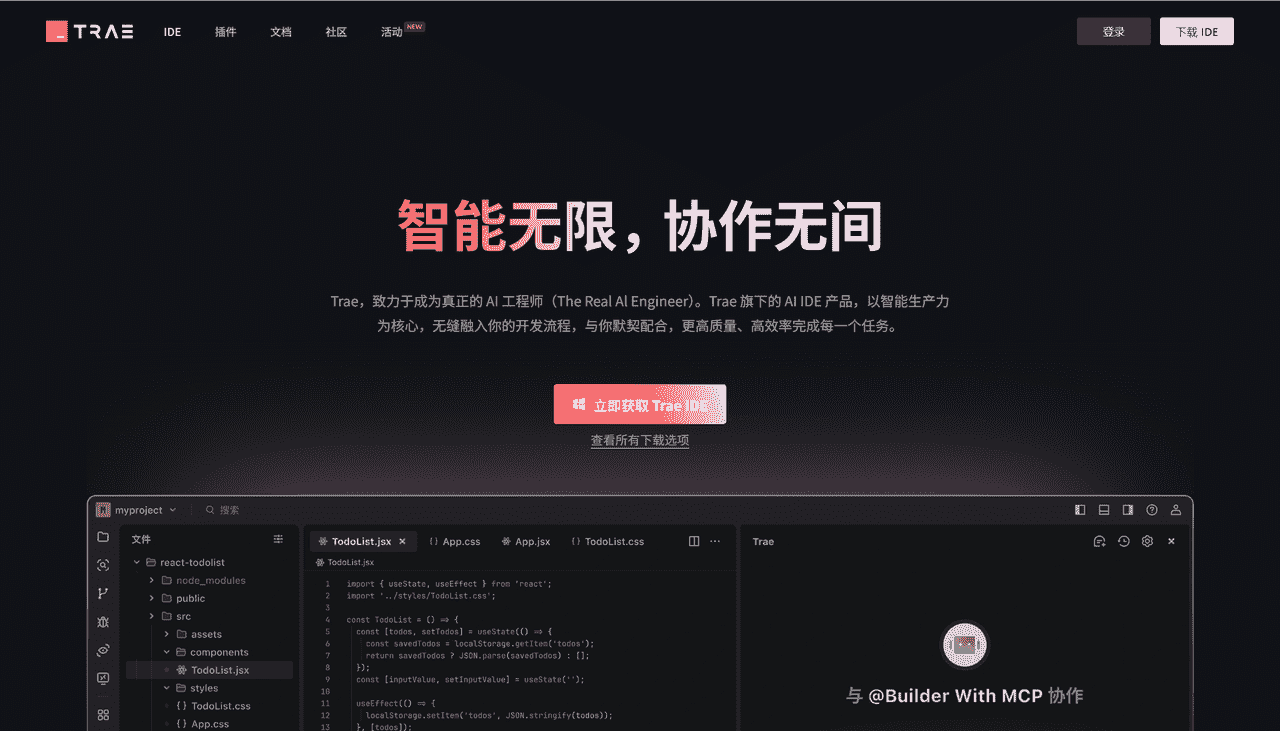 TRAE
IDE
插件
文档
社区
活动 NEW
登录
下载 IDE
智能无限，协作无间
Trae，致力于成为真正的 AI 工程师（The Real Al Engineer）。Trae 旗下的 AI IDE 产品，以智能生产力
为核心，无缝融入你的开发流程，与你默契配合，更高质量、高效率完成每一个任务。
立即获取 Trae IDE
查看所有下载选项
myproject
搜索
文件
react-todolist
node_modules
public
src
assets
components
TodoList.jsx
styles
TodoList.css
App.css
TodoList.jsx
App.css
App.jsx
TodoList.css
TodoList.jsx
1 import { useState, useEffect } from 'react';
2 import '../styles/TodoList.css';
3
4 const TodoList = () => {
5 const [todos, setTodos] = useState(() => {
6 const savedTodos = localStorage.getItem('todos');
7 return savedTodos ? JSON.parse(savedTodos) : [];
8 });
9 const [inputValue, setInputValue] = useState('');
10
11 useEffect(() => {
12 localStorage.setItem('todos', JSON.stringify(todos));
13 }, [todos]);
Trae
与 @Builder With MCP 协作